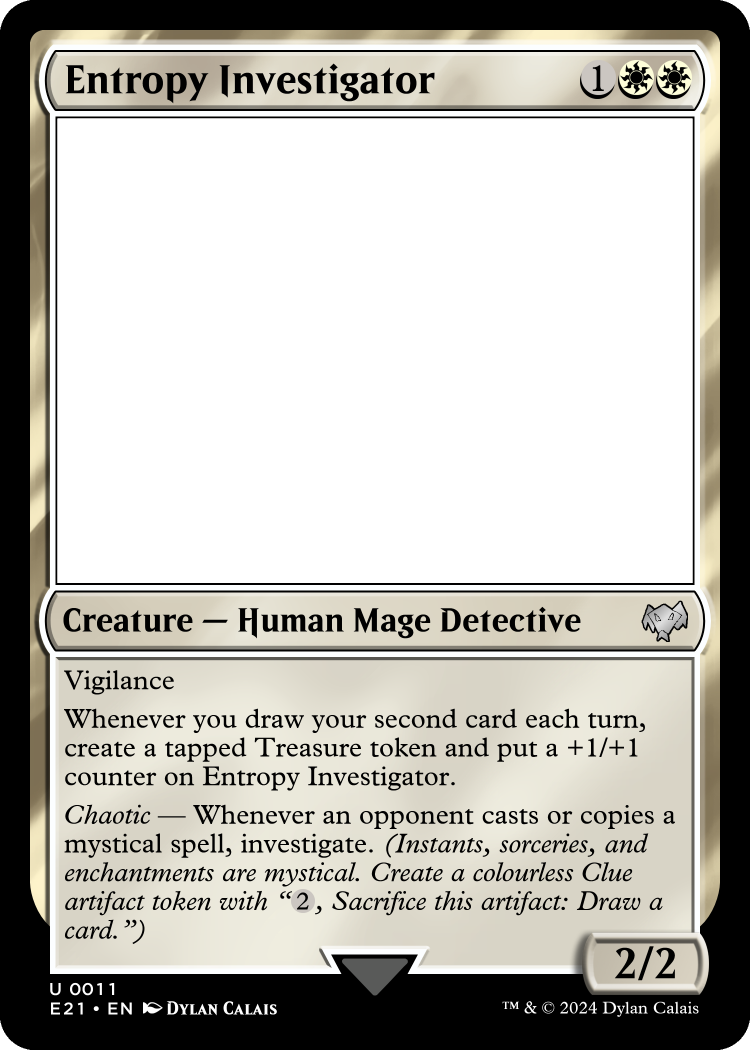 Entropy Investigator 1
Creature — Human Mage Detective
Vigilance
Whenever you draw your second card each turn,
create a tapped Treasure token and put a +1/+1
counter on Entropy Investigator.
Chaotic — Whenever an opponent casts or copies a
mystical spell, investigate. (Instants, sorceries, and
enchantments are mystical. Create a colourless Clue
artifact token with “2, Sacrifice this artifact: Draw a
card.”)
2/2
U 0011
E21 • EN Dylan Calais
™ & © 2024 Dylan Calais